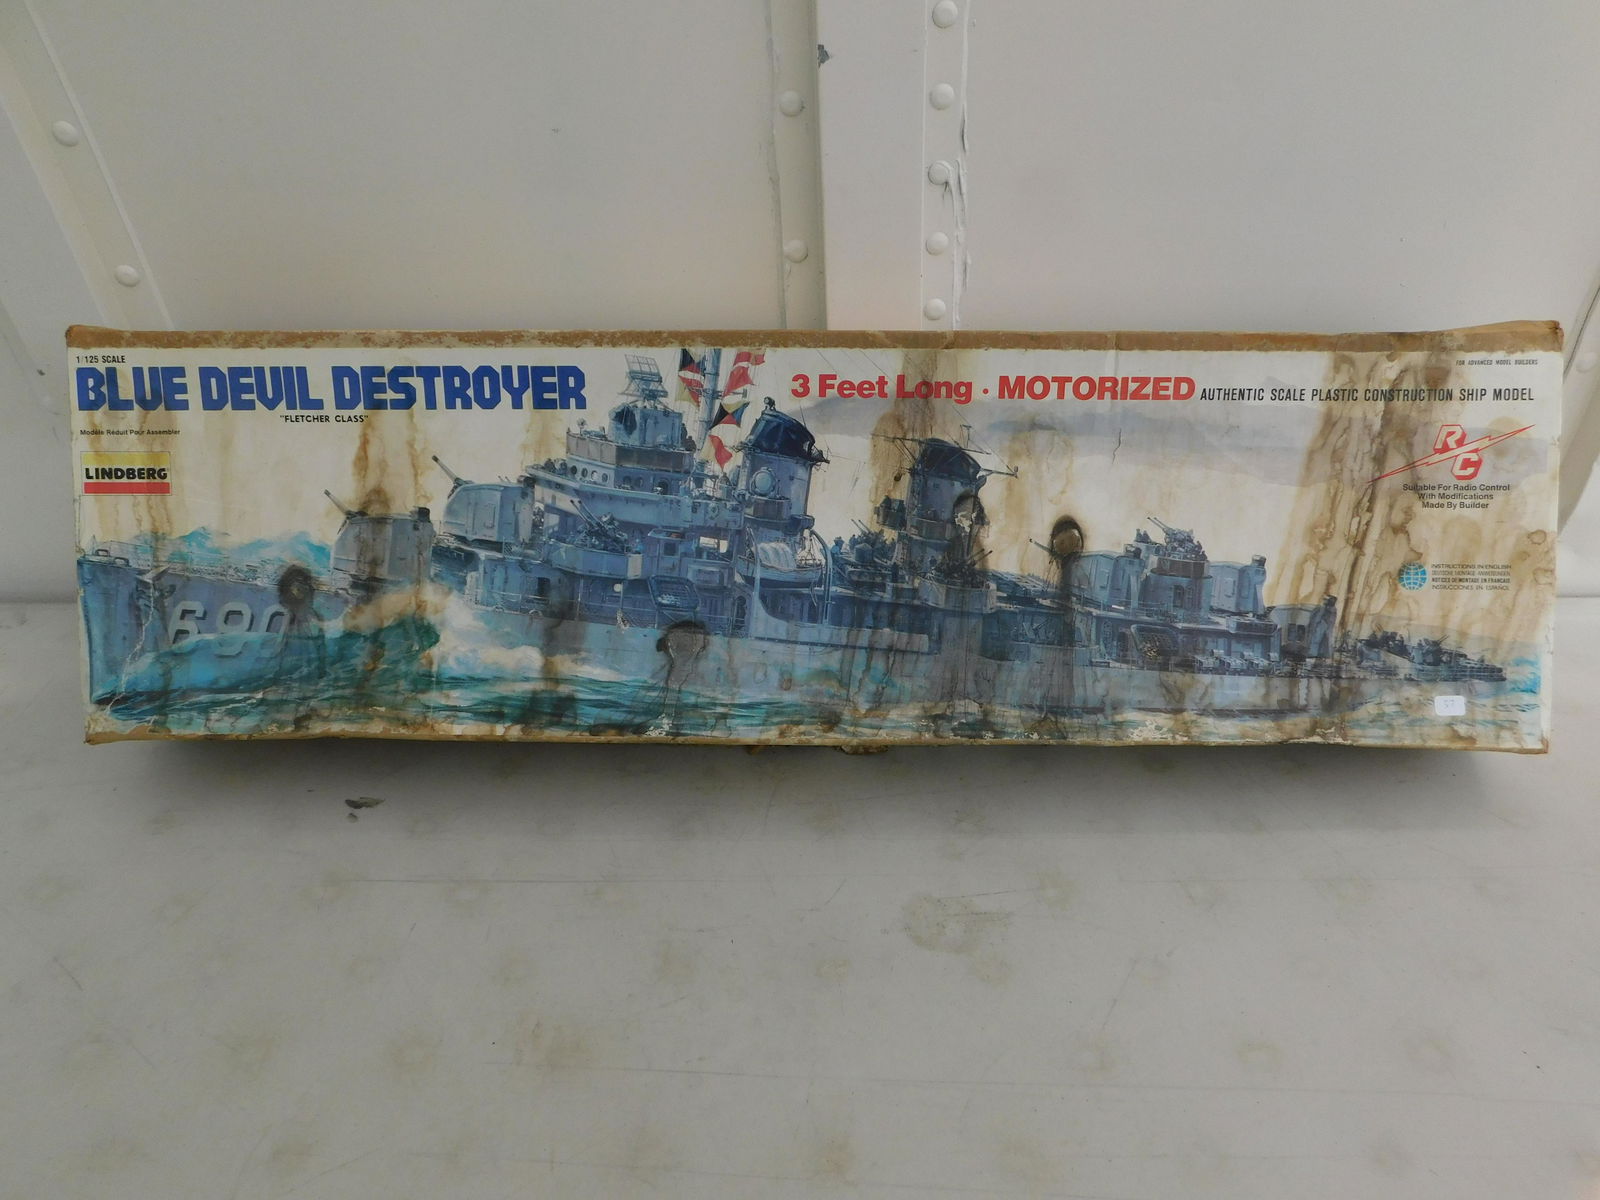 1/125 SCALE
BLUE DEVIL DESTROYER
"FLETCHER CLASS"
Modèle Réduit Pour Assembler
LINDBERG
3 Feet Long · MOTORIZED AUTHENTIC SCALE PLASTIC CONSTRUCTION SHIP MODEL
FOR ADVANCED MODEL BUILDERS
RC
Suitable For Radio Control
With Modifications
Made By Builder
INSTRUCTIONS IN ENGLISH
DEUTSCHE MONTAGE-ANWEISUNGEN
NOTICES DE MONTAGE EN FRANCAIS
INSTRUCCIONES EN ESPAÑOL
690